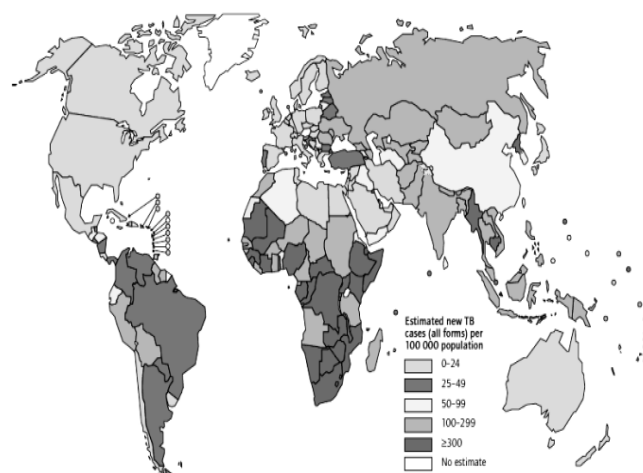 Estimated new TB
cases (all forms) per
100 000 population
0–24
25–49
50–99
100–299
≥300
No estimate